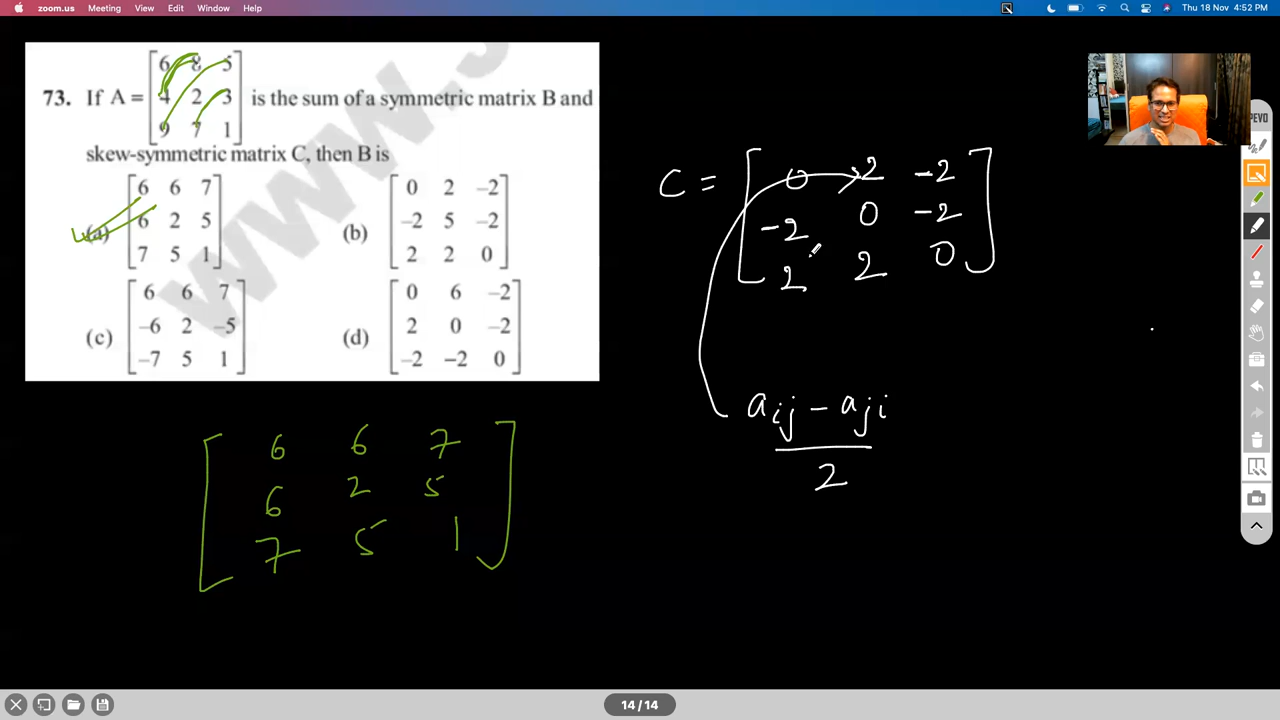 zoom.us Meeting View Edit Window Help Thu 18 Nov 4:52 PM
6 8 5
73. If A = 4 2 3 is the sum of a symmetric matrix B and
9 7 1
skew-symmetric matrix C, then B is
6 6 7
(a) 6 2 5
7 5 1
0 2 −2
(b) −2 5 −2
2 2 0
6 6 7
(c) −6 2 −5
−7 5 1
0 6 −2
(d) 2 0 −2
−2 −2 0
C = 0 2 −2
−2 0 −2
2 2 0
aij − aji
2
6 6 7
6 2 5
7 5 1
14 / 14